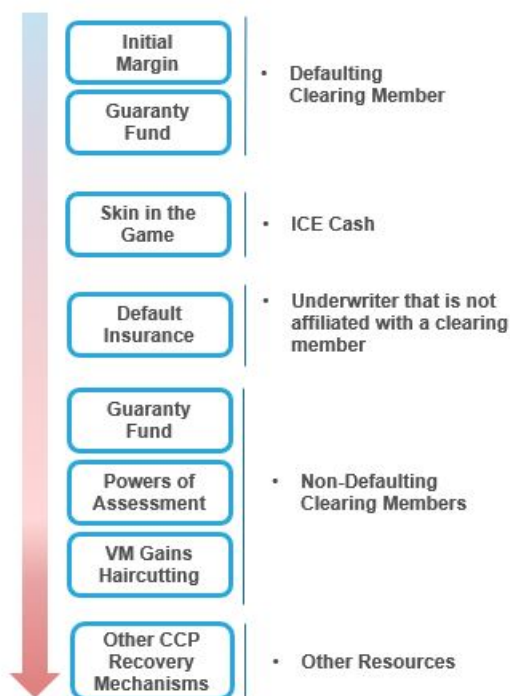 Initial
Margin
Guaranty
Fund
• Defaulting
Clearing Member
Skin in the
Game
• ICE Cash
Default
Insurance
• Underwriter that is not
affiliated with a clearing
member
Guaranty
Fund
Powers of
Assessment
VM Gains
Haircutting
• Non-Defaulting
Clearing Members
Other CCP
Recovery
Mechanisms
• Other Resources